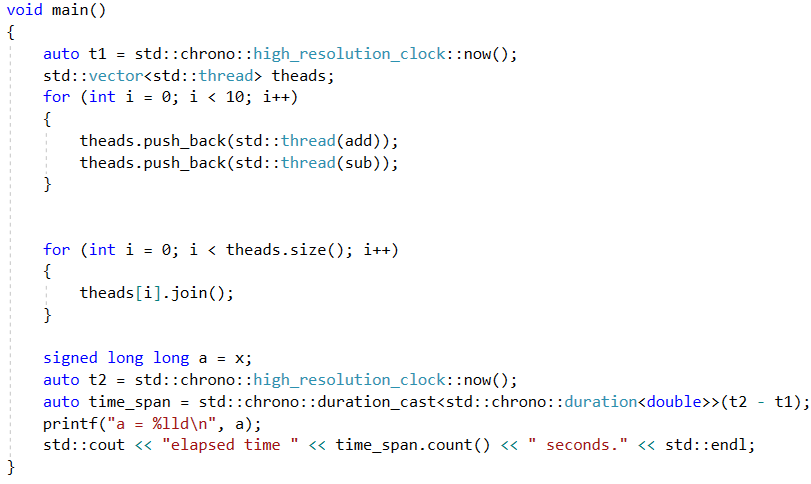 void main()
{
    auto t1 = std::chrono::high_resolution_clock::now();
    std::vector<std::thread> theads;
    for (int i = 0; i < 10; i++)
    {
        theads.push_back(std::thread(add));
        theads.push_back(std::thread(sub));
    }
    for (int i = 0; i < theads.size(); i++)
    {
        theads[i].join();
    }
    signed long long a = x;
    auto t2 = std::chrono::high_resolution_clock::now();
    auto time_span = std::chrono::duration_cast<std::chrono::duration<double>>(t2 - t1);
    printf("a = %lld\n", a);
    std::cout << "elapsed time " << time_span.count() << " seconds." << std::endl;
}